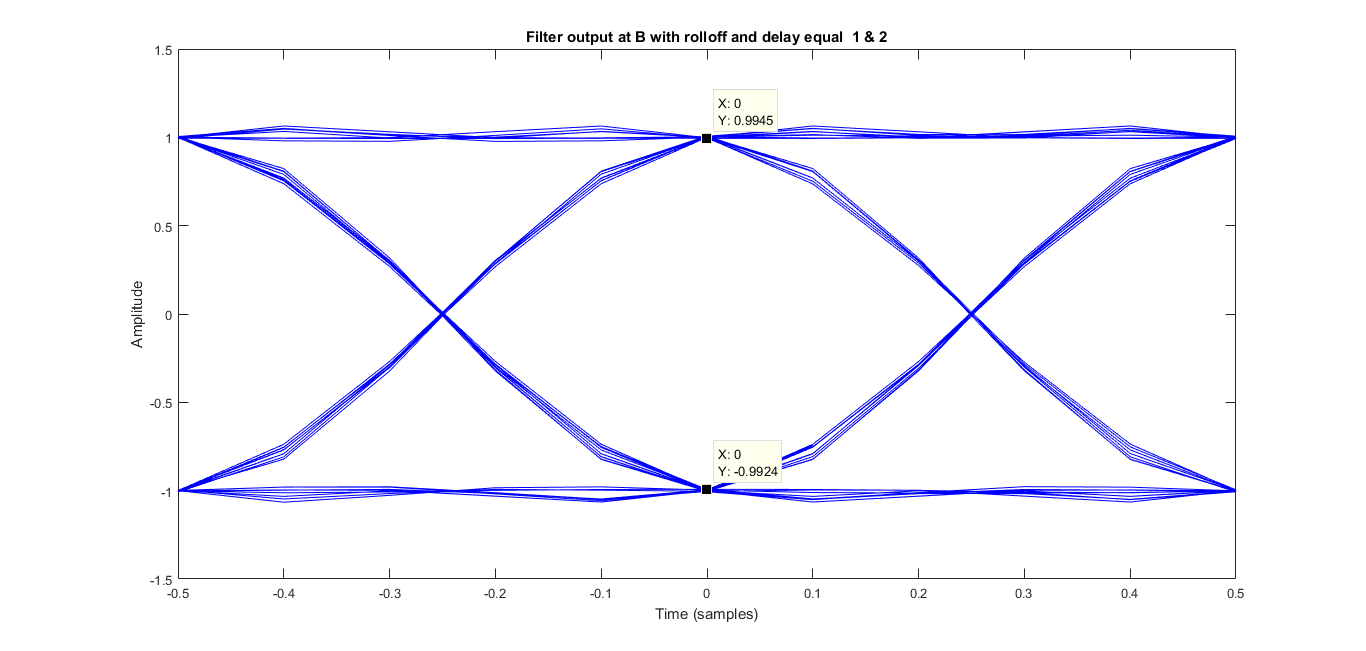 Filter output at B with rolloff and delay equal  1 & 2
1.5
1
0.5
0
-0.5
-1
-1.5
Amplitude
X: 0
Y: 0.9945
X: 0
Y: -0.9924
-0.5
-0.4
-0.3
-0.2
-0.1
0
0.1
0.2
0.3
0.4
0.5
Time (samples)